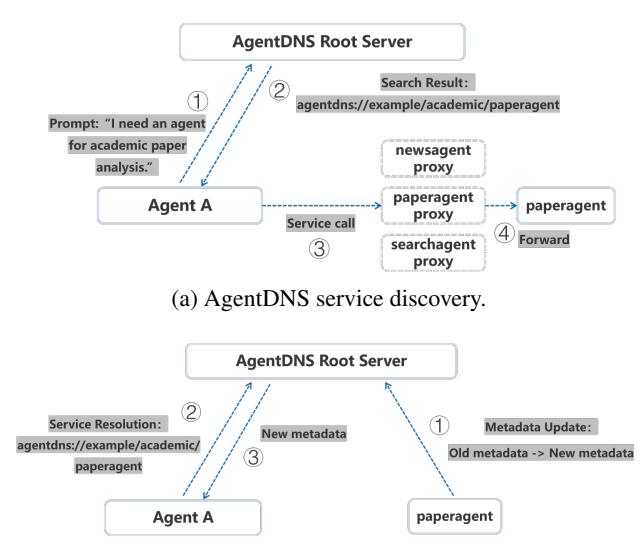 AgentDNS Root Server
①
②
Search Result:
agentdns://example/academic/paperagent
Prompt: "I need an agent
for academic paper
analysis."
newsagent
proxy
Agent A
Service call
③
paperagent
proxy
④
Forward
paperagent
searchagent
proxy
(a) AgentDNS service discovery.
AgentDNS Root Server
Service Resolution:
agentdns://example/academic/
paperagent
②
③
New metadata
①
Metadata Update:
Old metadata -> New metadata
Agent A
paperagent